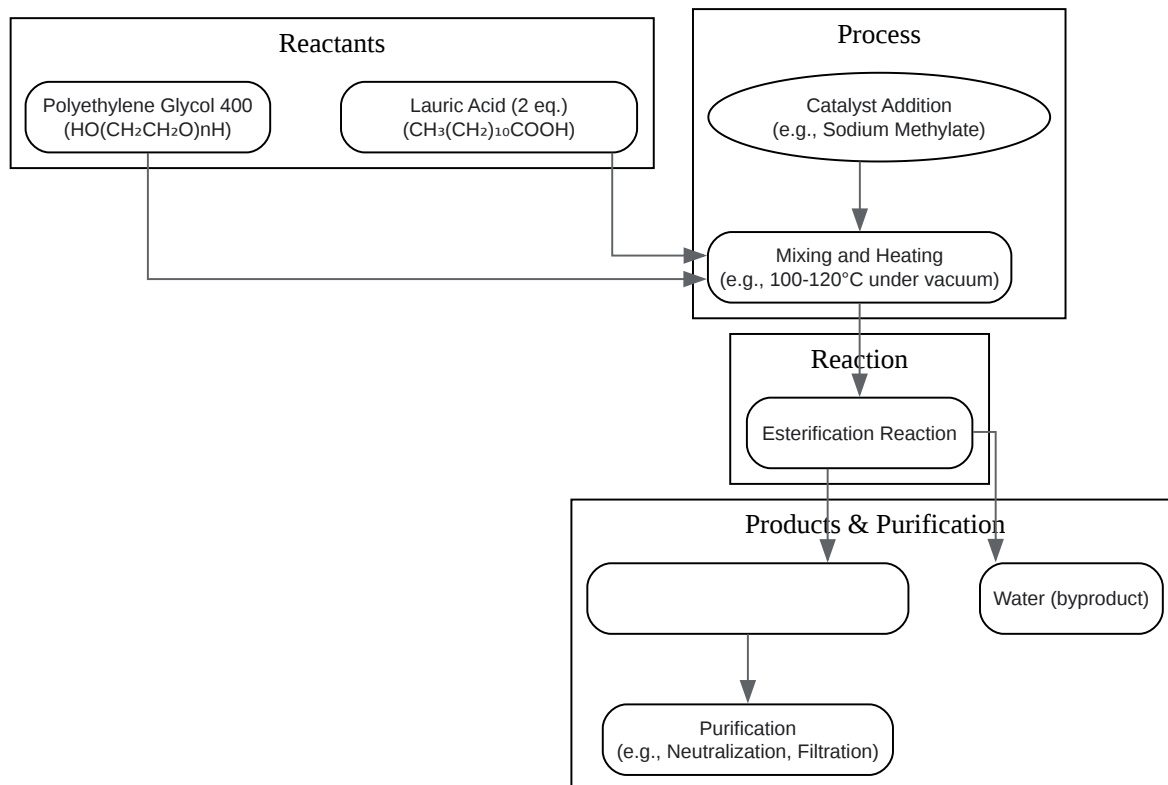 Reactants
Polyethylene Glycol 400
(HO(CH₂CH₂O)nH)
Lauric Acid (2 eq.)
(CH₃(CH₂)₁₀COOH)
Process
Catalyst Addition
(e.g., Sodium Methylate)
Mixing and Heating
(e.g., 100-120°C under vacuum)
Reaction
Esterification Reaction
Products & Purification
Water (byproduct)
Purification
(e.g., Neutralization, Filtration)